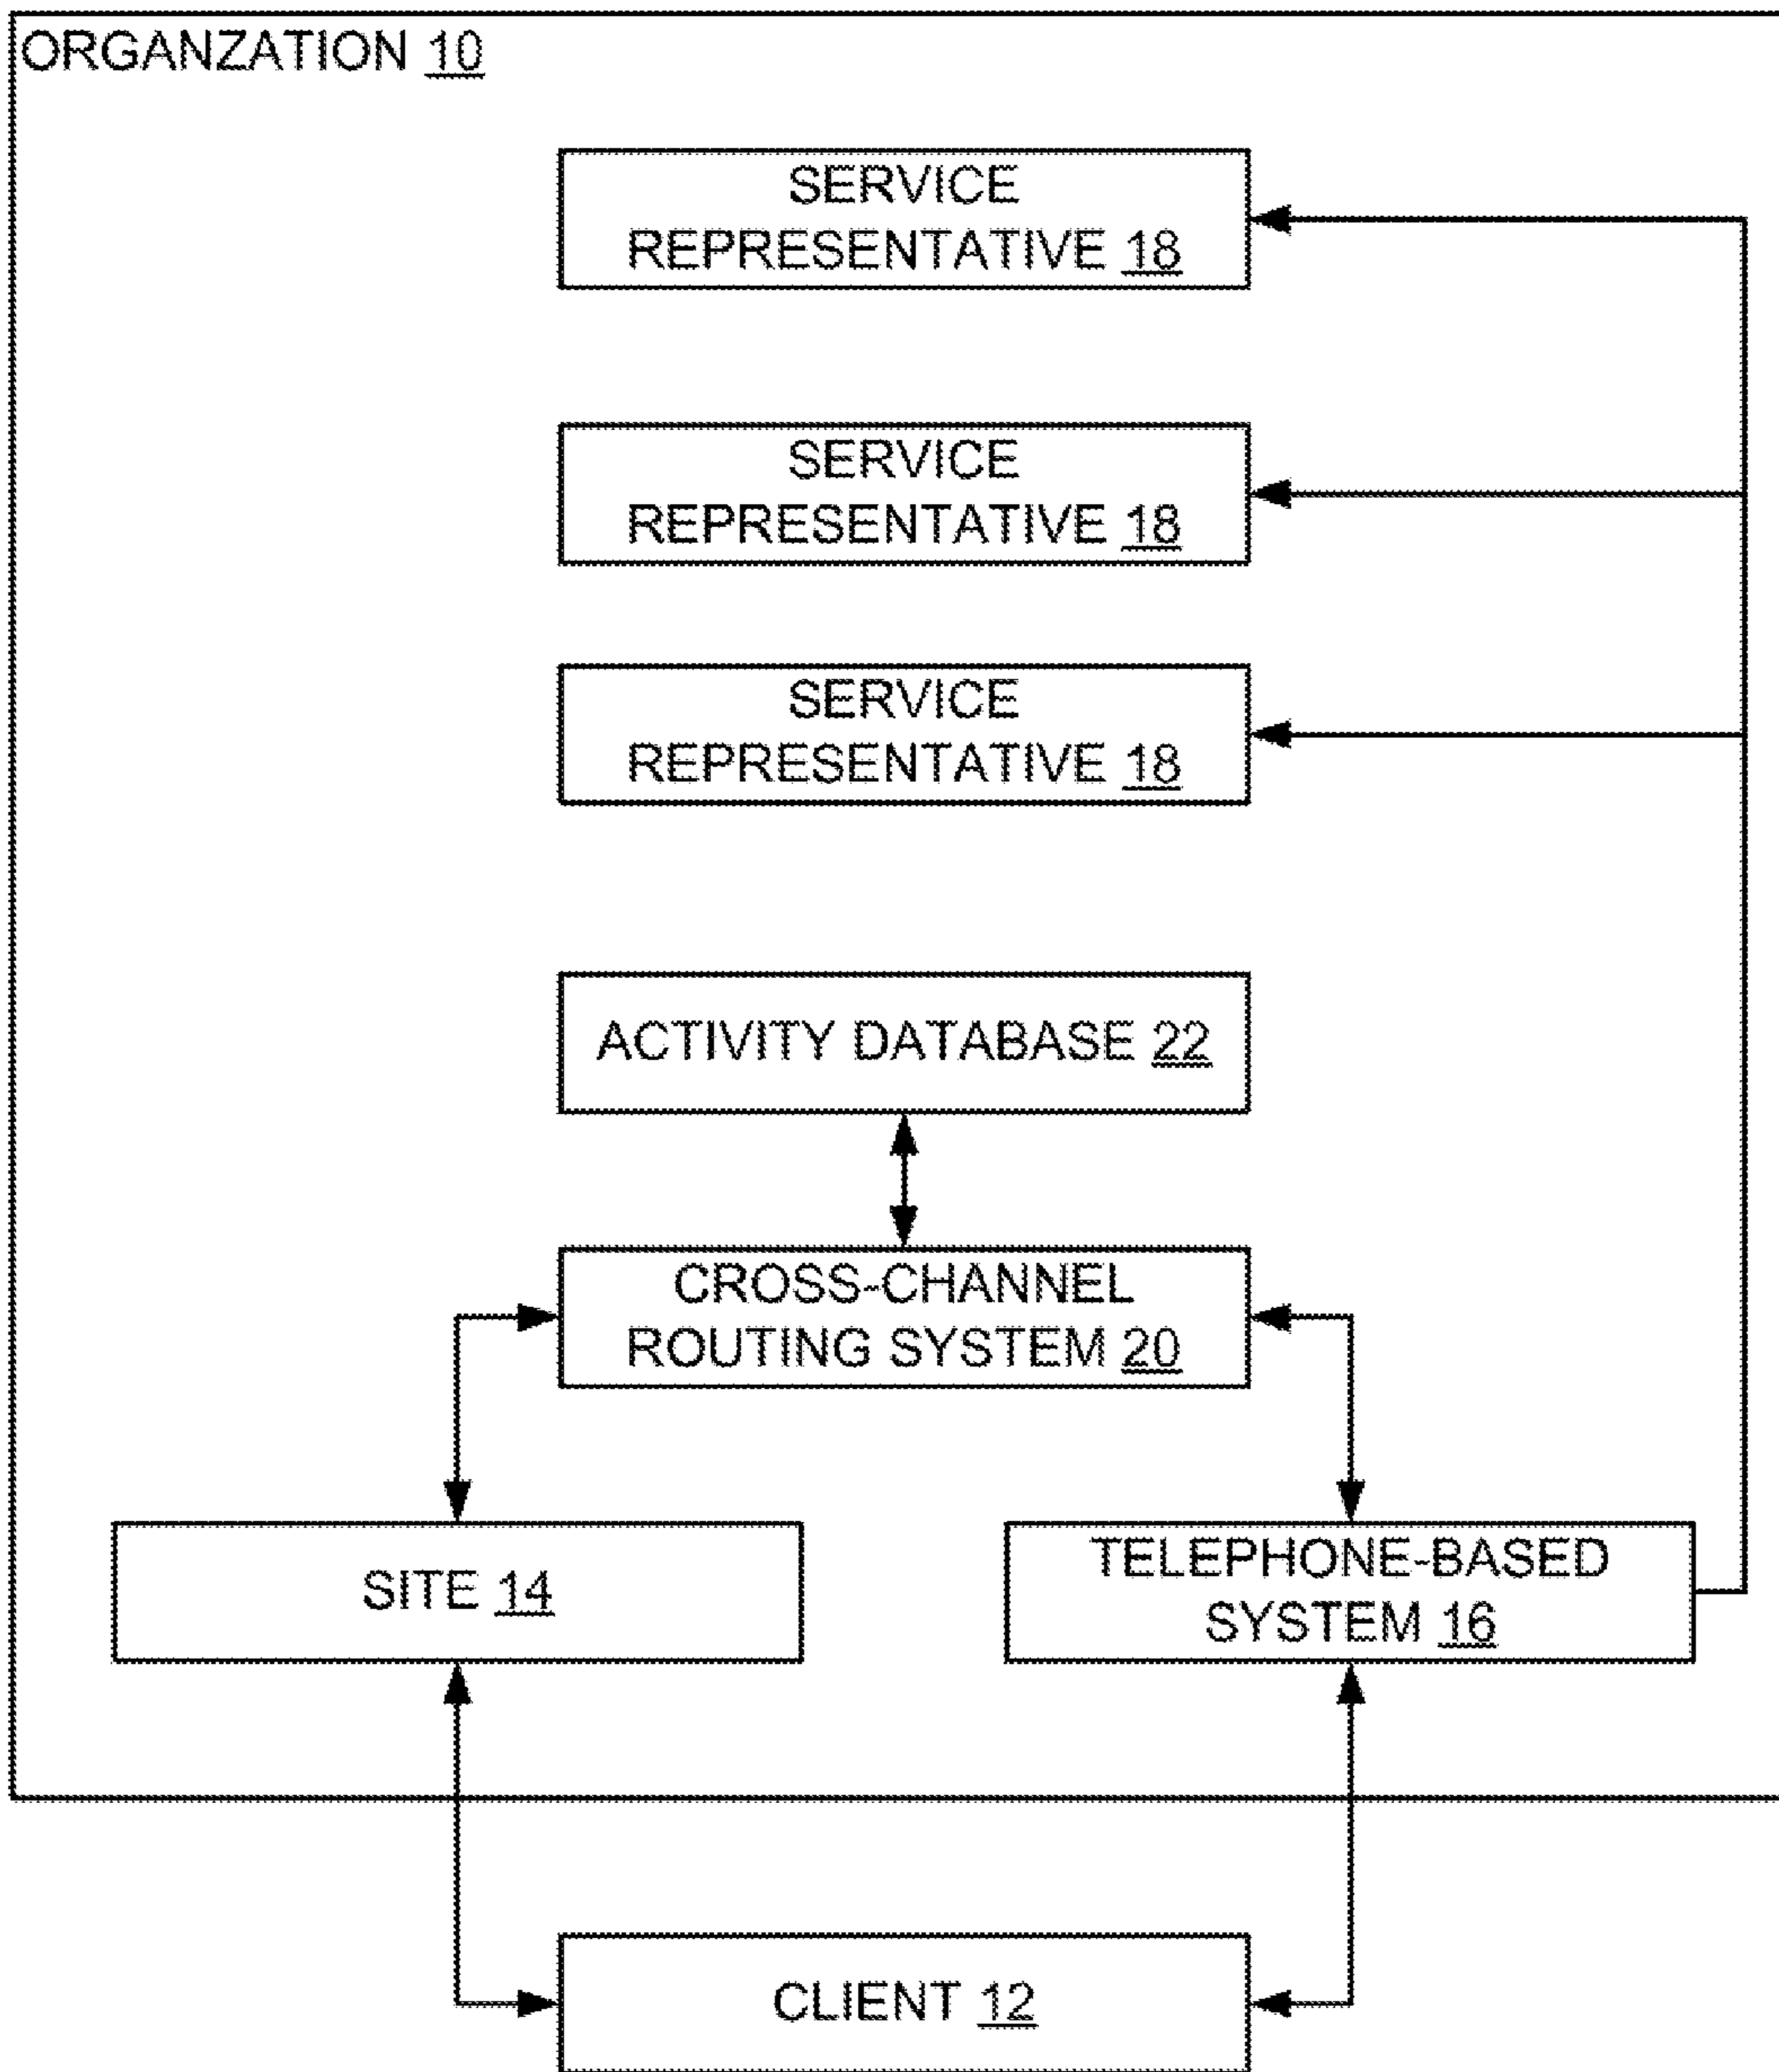 ORGANZATION 10
SERVICE
REPRESENTATIVE 18
SERVICE
REPRESENTATIVE 18
SERVICE
REPRESENTATIVE 18
ACTIVITY DATABASE 22
CROSS-CHANNEL
ROUTING SYSTEM 20
SITE 14
TELEPHONE-BASED
SYSTEM 16
CLIENT 12